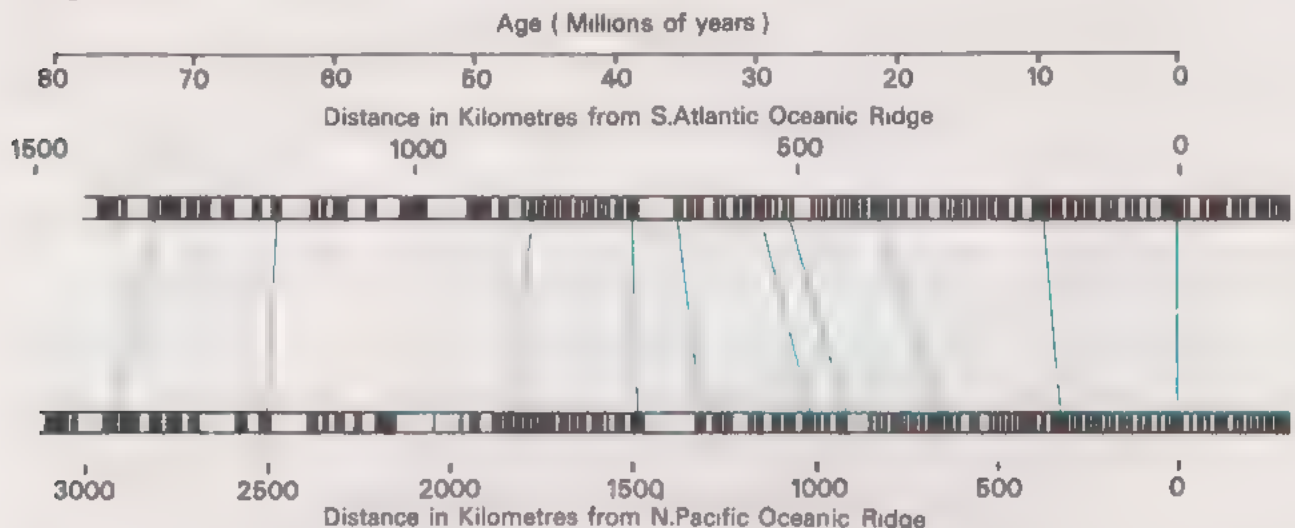 Age ( Millions of years )
80 70 60 50 40 30 20 10 0
Distance in Kilometres from S.Atlantic Oceanic Ridge
1500 1000 500 0
3000 2500 2000 1500 1000 500 0
Distance in Kilometres from N.Pacific Oceanic Ridge